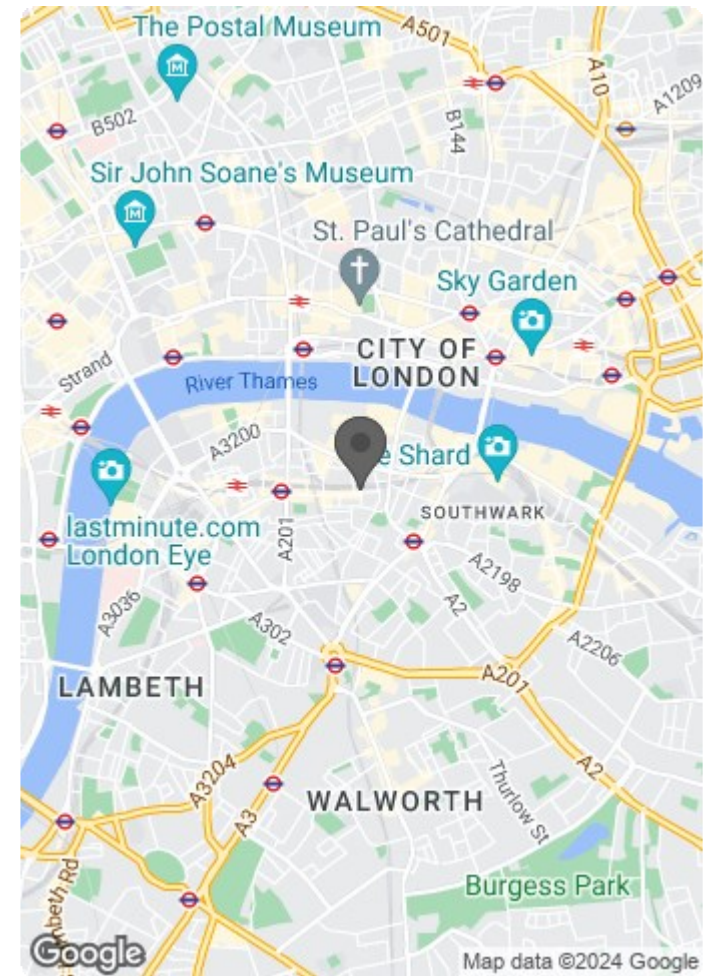 The Postal Museum
A501
A10
A1209
B502
B144
Sir John Soane's Museum
St. Paul's Cathedral
Sky Garden
CITY OF
LONDON
Strand
River Thames
A3200
e Shard
A201
SOUTHWARK
lastminute.com
London Eye
A2198
A3036
A302
A2
A2206
A201
LAMBETH
A3204
A2
Thurlow St
WALWORTH
A3
Burgess Park
mbeth Rd
Google
Map data ©2024 Google